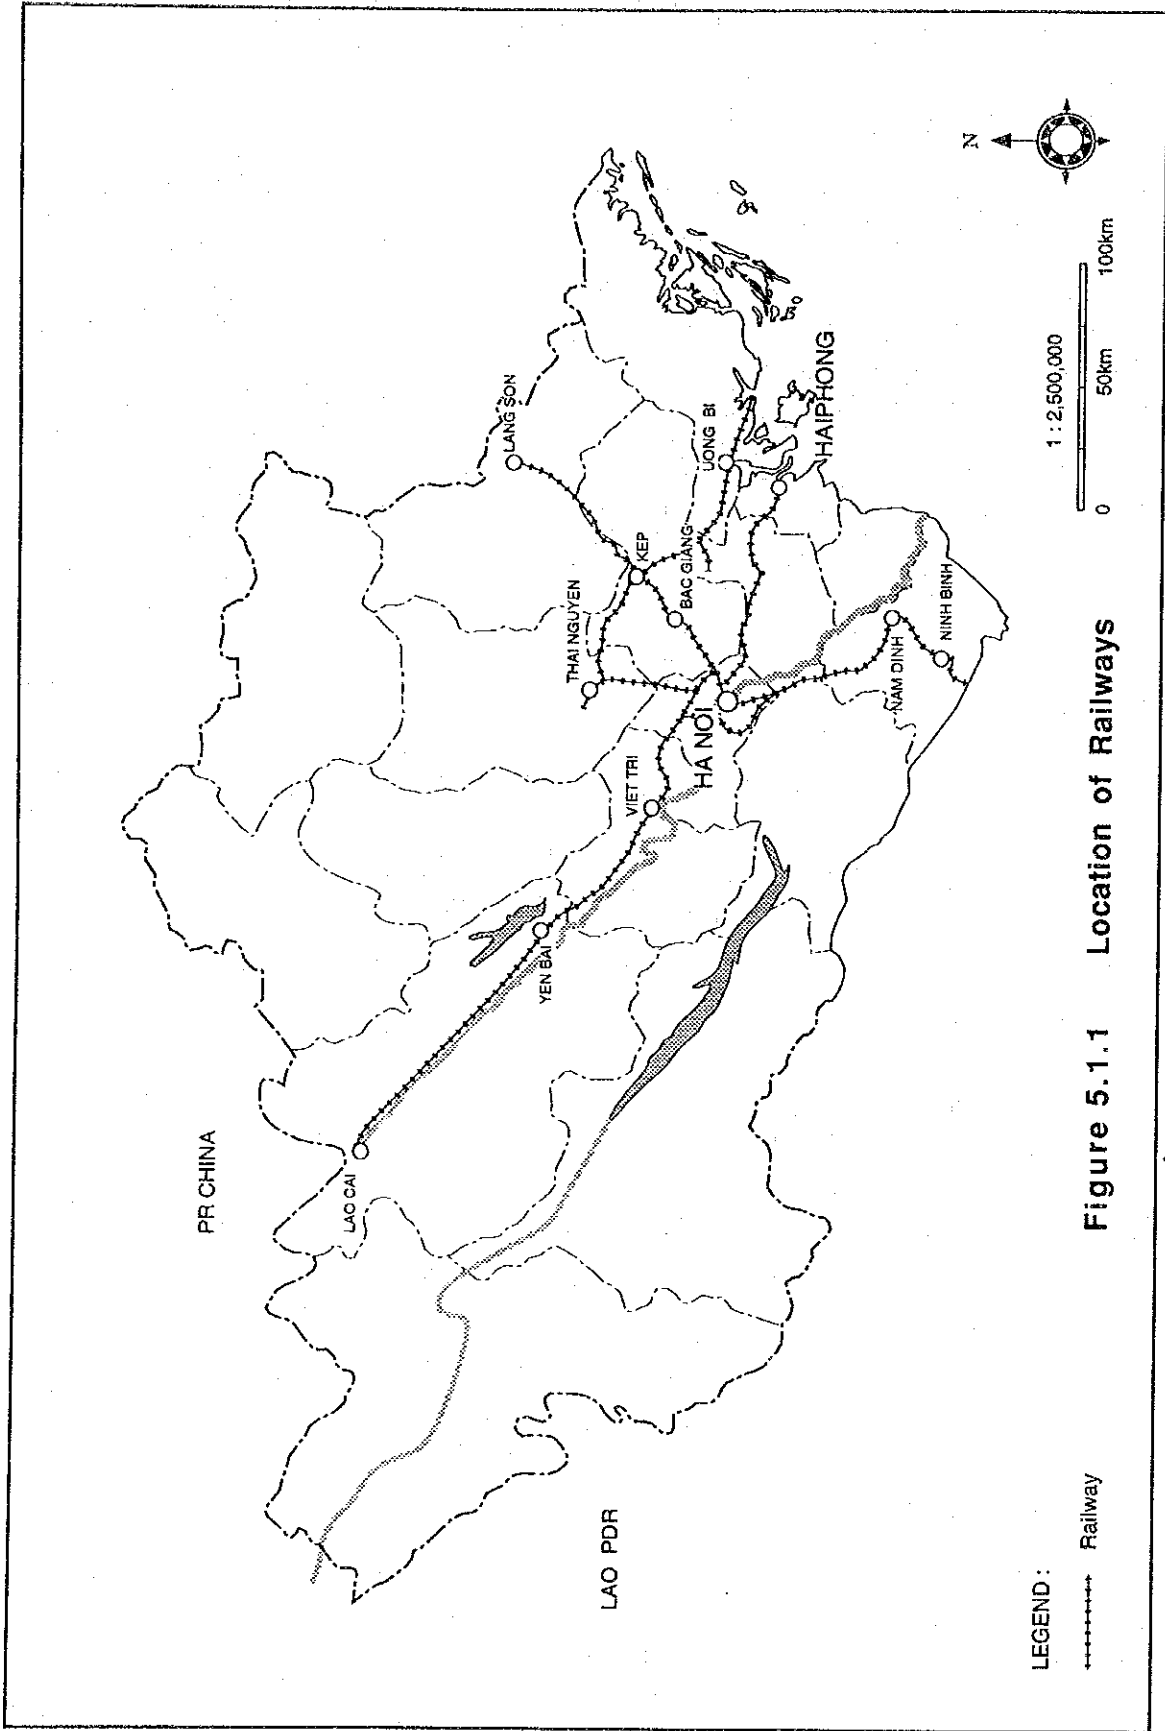 PR CHINA
LAO PDR
LAO CAI
YEN BAI
VIET TRI
THAI NGUYEN
LANG SON
KEP
BAC GIANG
UONG BI
HA NOI
HAIPHONG
NAM DINH
NINH BINH
N
1 : 2,500,000
0 50km 100km
LEGEND :
Railway
Figure 5.1.1 Location of Railways